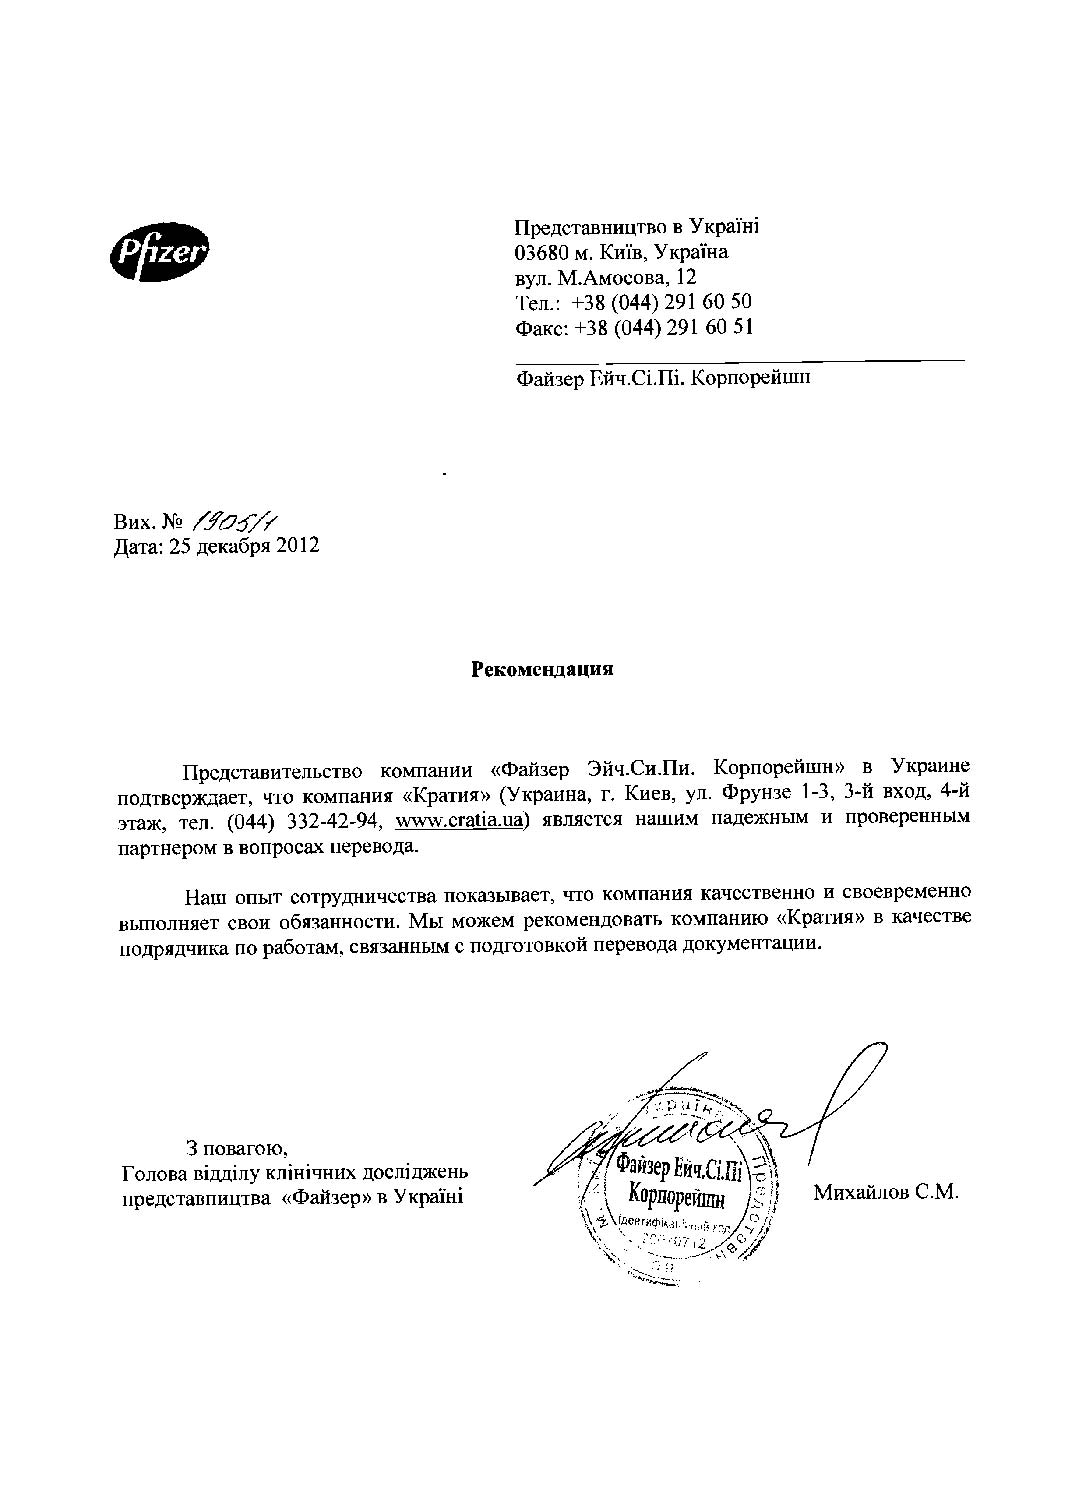 Pfizer
Представництво в Україні
03680 м. Київ, Україна
вул. М.Амосова, 12
Тел.: +38 (044) 291 60 50
Факс: +38 (044) 291 60 51
Файзер Ейч.Сі.Пі. Корпорейшн
Вих. № 1905/1
Дата: 25 декабря 2012
Рекомендация
Представительство компании «Файзер Эйч.Си.Пи. Корпорейшн» в Украине
подтверждает, что компания «Кратия» (Украина, г. Киев, ул. Фрунзе 1-3, 3-й вход, 4-й
этаж, тел. (044) 332-42-94, www.cratia.ua) является нашим надежным и проверенным
партнером в вопросах перевода.
Наш опыт сотрудничества показывает, что компания качественно и своевременно
выполняет свои обязанности. Мы можем рекомендовать компанию «Кратия» в качестве
подрядчика по работам, связанным с подготовкой перевода документации.
З повагою,
Голова відділу клінічних досліджень
представництва «Файзер» в Україні
Україна
Файзер Ейч.Сі.Пі
Корпорейшн
Ідентифікаційний код
Михайлов С.М.